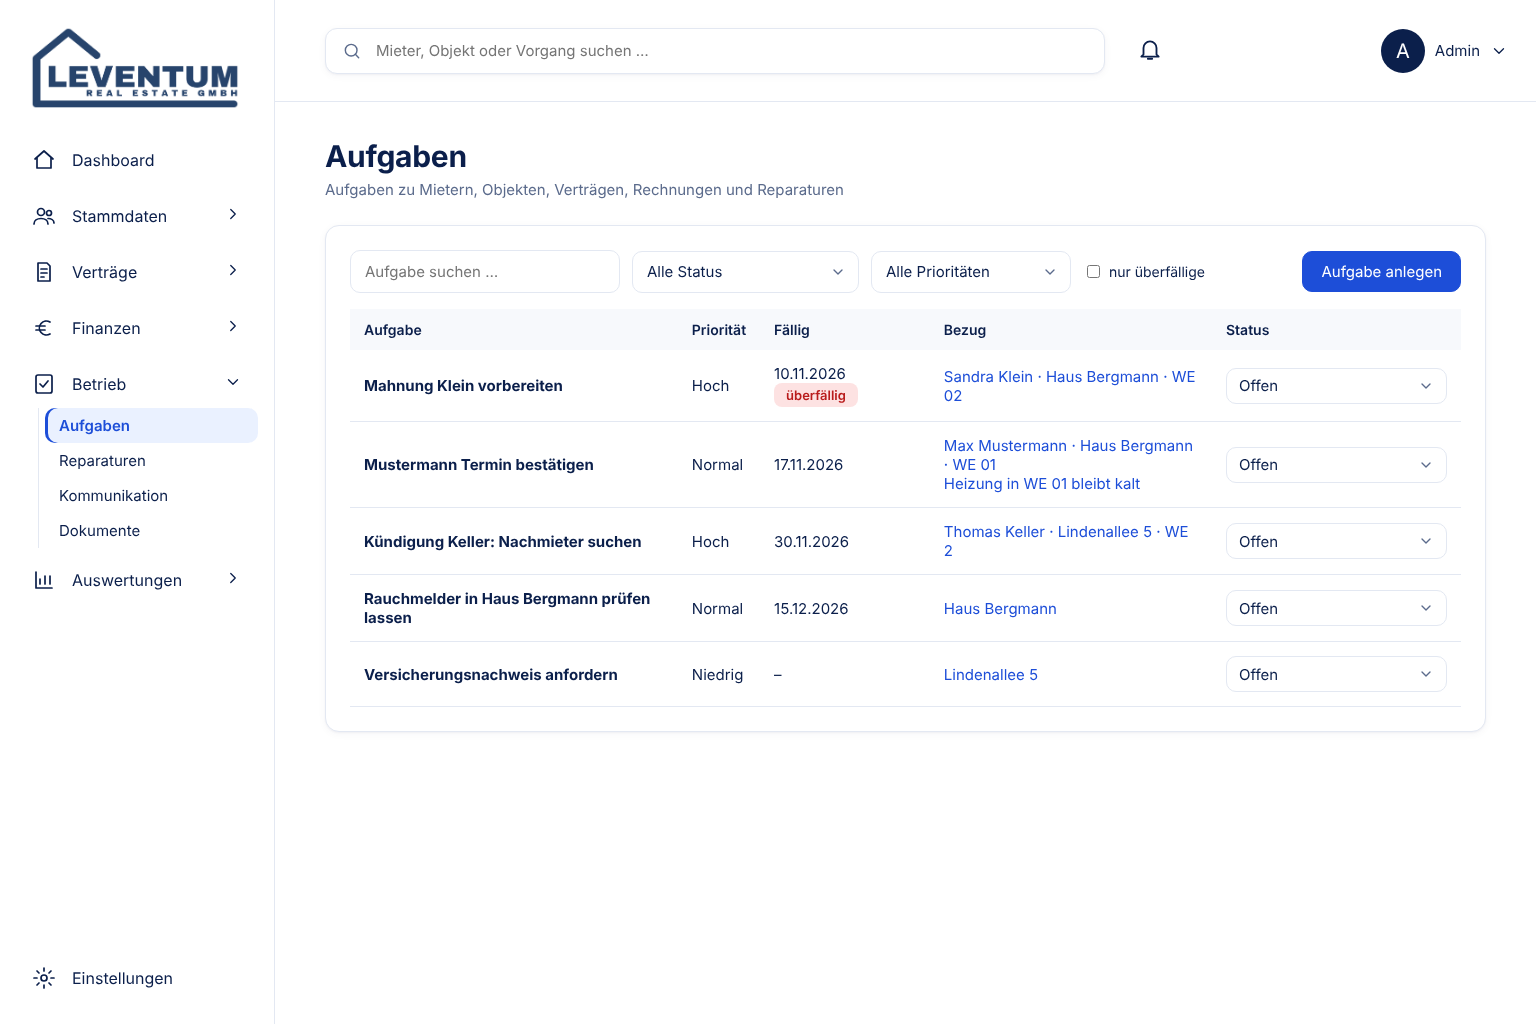 LEVENTUM
REAL ESTATE GMBH
Mieter, Objekt oder Vorgang suchen ...
A
Admin
Dashboard
Stammdaten
Verträge
Finanzen
Betrieb
Aufgaben
Reparaturen
Kommunikation
Dokumente
Auswertungen
Einstellungen
Aufgaben
Aufgaben zu Mietern, Objekten, Verträgen, Rechnungen und Reparaturen
Aufgabe suchen ...
Alle Status
Alle Prioritäten
nur überfällige
Aufgabe anlegen
Aufgabe Priorität Fällig Bezug Status
Mahnung Klein vorbereiten
Hoch
10.11.2026
überfällig
Sandra Klein · Haus Bergmann · WE
02
Offen
Mustermann Termin bestätigen
Normal
17.11.2026
Max Mustermann · Haus Bergmann
· WE 01
Heizung in WE 01 bleibt kalt
Offen
Kündigung Keller: Nachmieter suchen
Hoch
30.11.2026
Thomas Keller · Lindenallee 5 · WE
2
Offen
Rauchmelder in Haus Bergmann prüfen
lassen
Normal
15.12.2026
Haus Bergmann
Offen
Versicherungsnachweis anfordern
Niedrig
–
Lindenallee 5
Offen